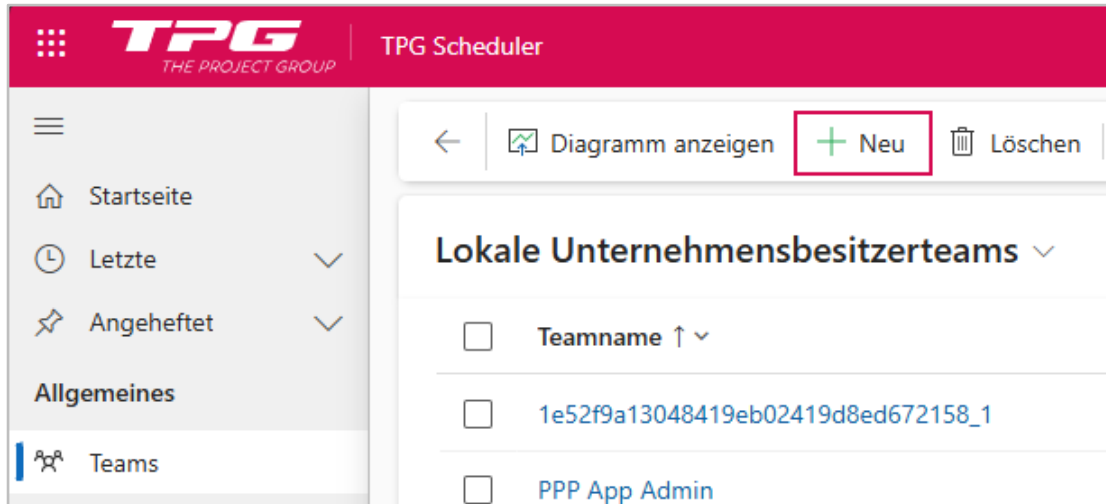 TPG
THE PROJECT GROUP
TPG Scheduler
Diagramm anzeigen
Neu
Löschen
Startseite
Letzte
Angeheftet
Allgemeines
Teams
Lokale Unternehmensbesitzerteams
Teamname
1e52f9a13048419eb02419d8ed672158_1
PPP App Admin